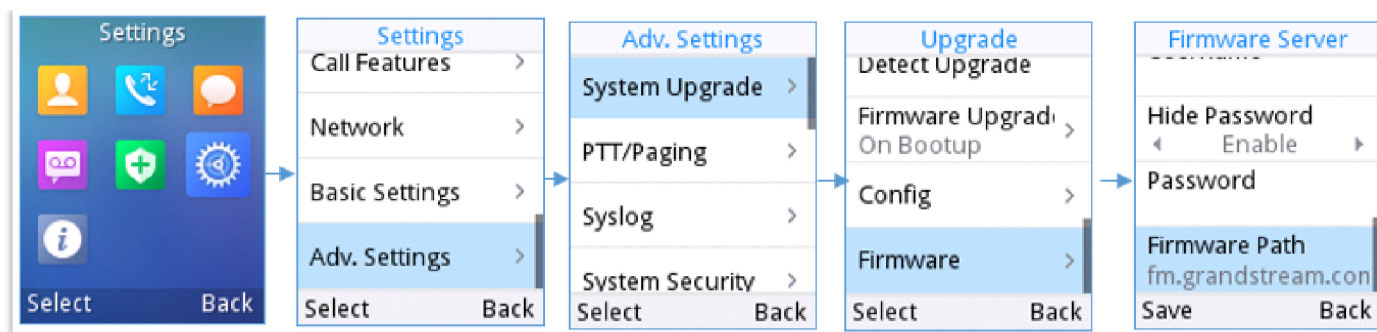 Settings
Select Back
Settings
Call Features
Network
Basic Settings
Adv. Settings
Select Back
Adv. Settings
System Upgrade
PTT/Paging
Syslog
System Security
Select Back
Upgrade
Detect Upgrade
Firmware Upgrad
On Bootup
Config
Firmware
Select Back
Firmware Server
Hide Password
Enable
Password
Firmware Path
fm.grandstream.con
Save Back